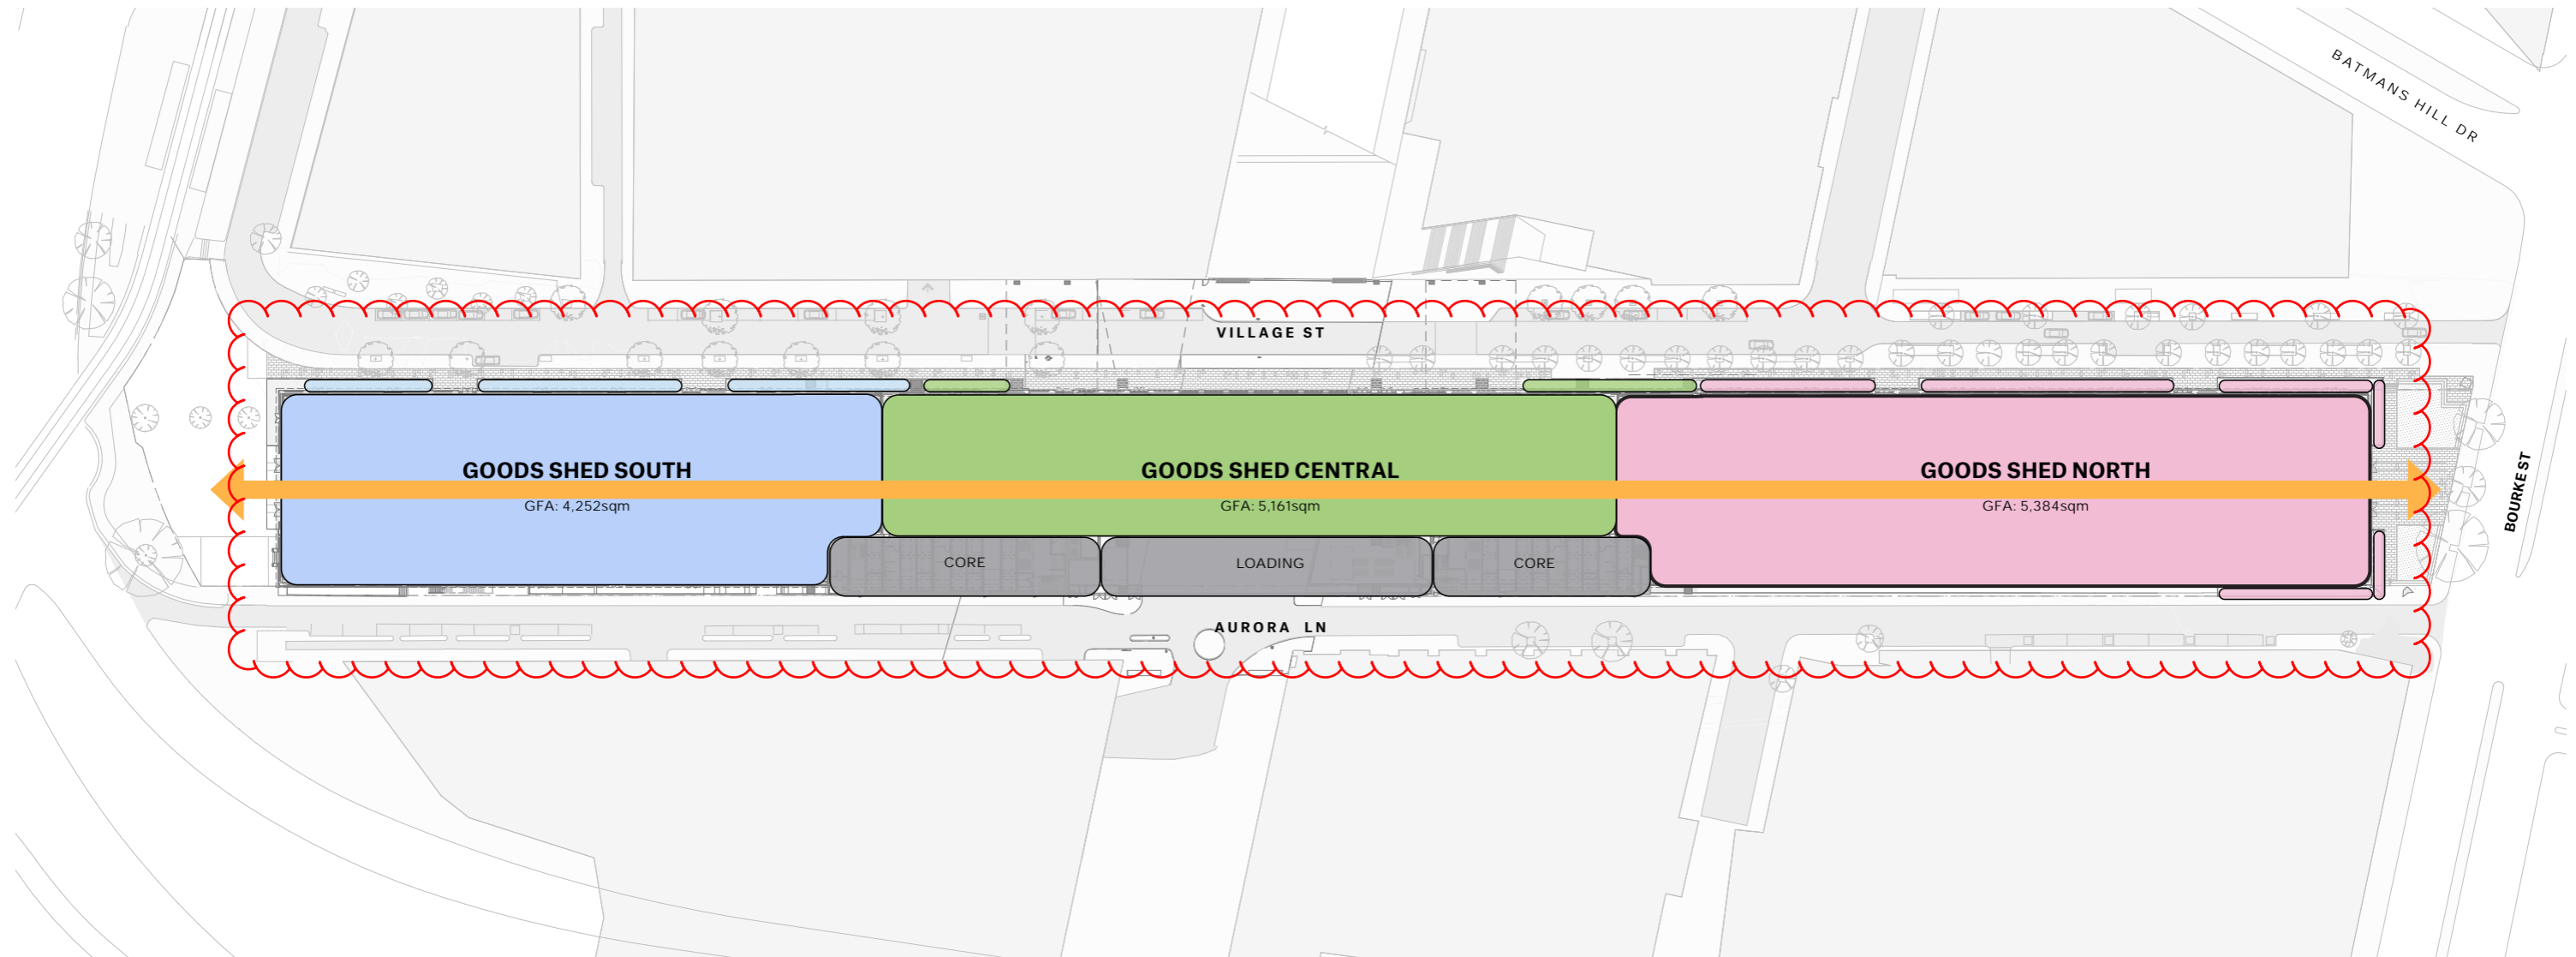 BATMANS HILL DR
VILLAGE ST
GOODS SHED SOUTH
GFA: 4,252sqm
GOODS SHED CENTRAL
GFA: 5,161sqm
GOODS SHED NORTH
GFA: 5,384sqm
BOURKE ST
CORE
LOADING
CORE
AURORA LN